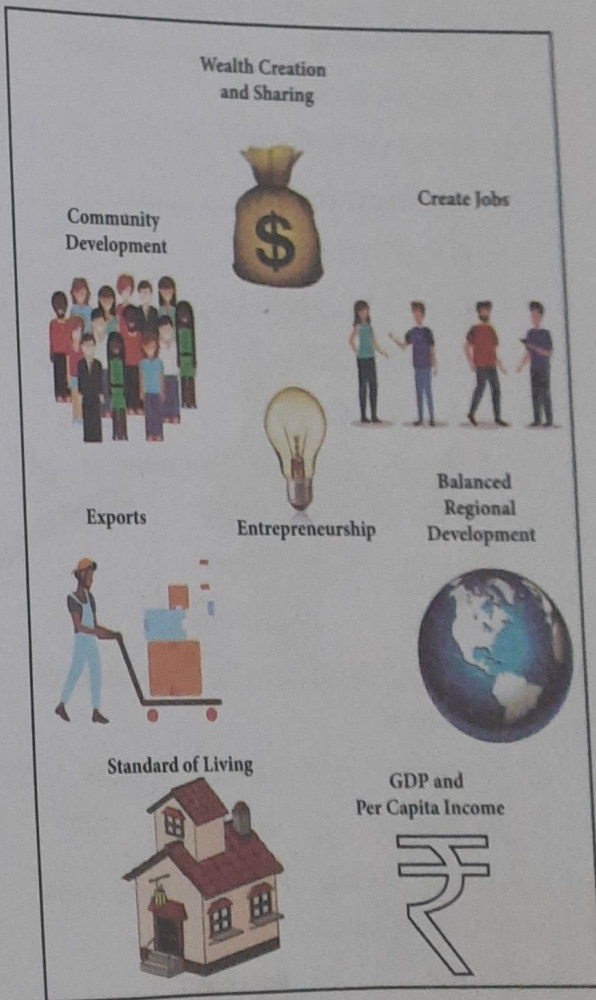 Wealth Creation
and Sharing
$
Create Jobs
Community
Development
Balanced
Regional
Development
Exports
Entrepreneurship
Standard of Living
GDP and
Per Capita Income
₹